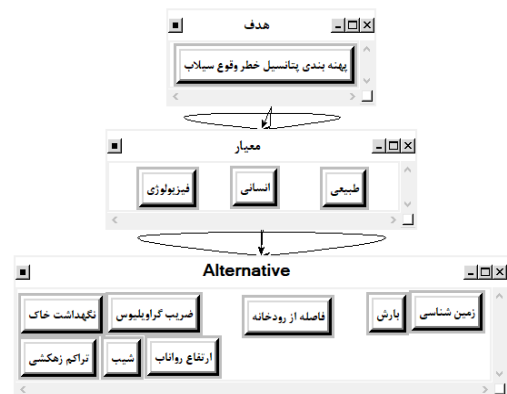 هدف
پهنه بندی پتانسیل خطر وقوع سیلاب
معیار
طبیعی انسانی فیزیولوژی
Alternative
زمین شناسی بارش فاصله از رودخانه ضریب گراویلیوس نگهداشت خاک
ارتفاع رواناب شیب تراکم زهکشی